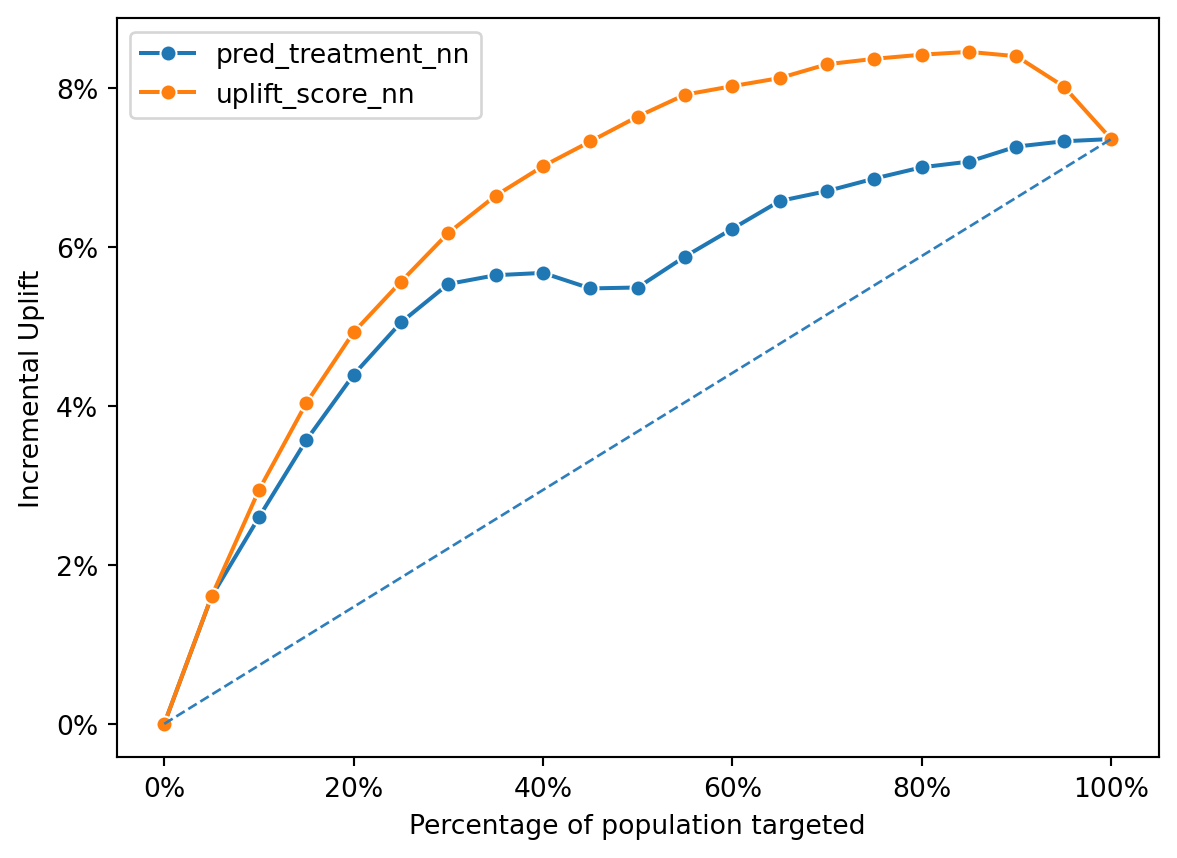 pred_treatment_nn
uplift_score_nn
Incremental Uplift
8%
6%
4%
2%
0%
0% 20% 40% 60% 80% 100%
Percentage of population targeted